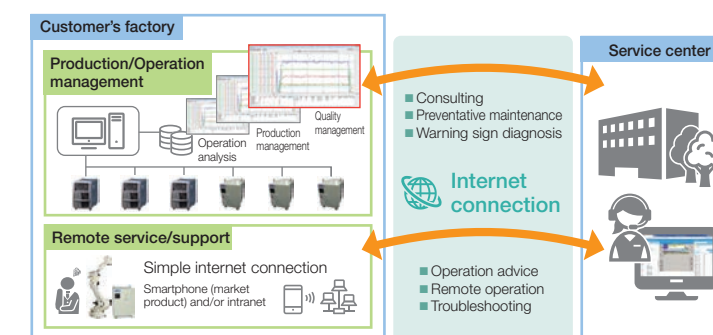 Customer's factory
Production/Operation
management
Operation
analysis
Production
management
Quality
management
Remote service/support
Simple internet connection
Smartphone (market
product) and/or intranet
■ Consulting
■ Preventative maintenance
■ Warning sign diagnosis
Internet
connection
■ Operation advice
■ Remote operation
■ Troubleshooting
Service center